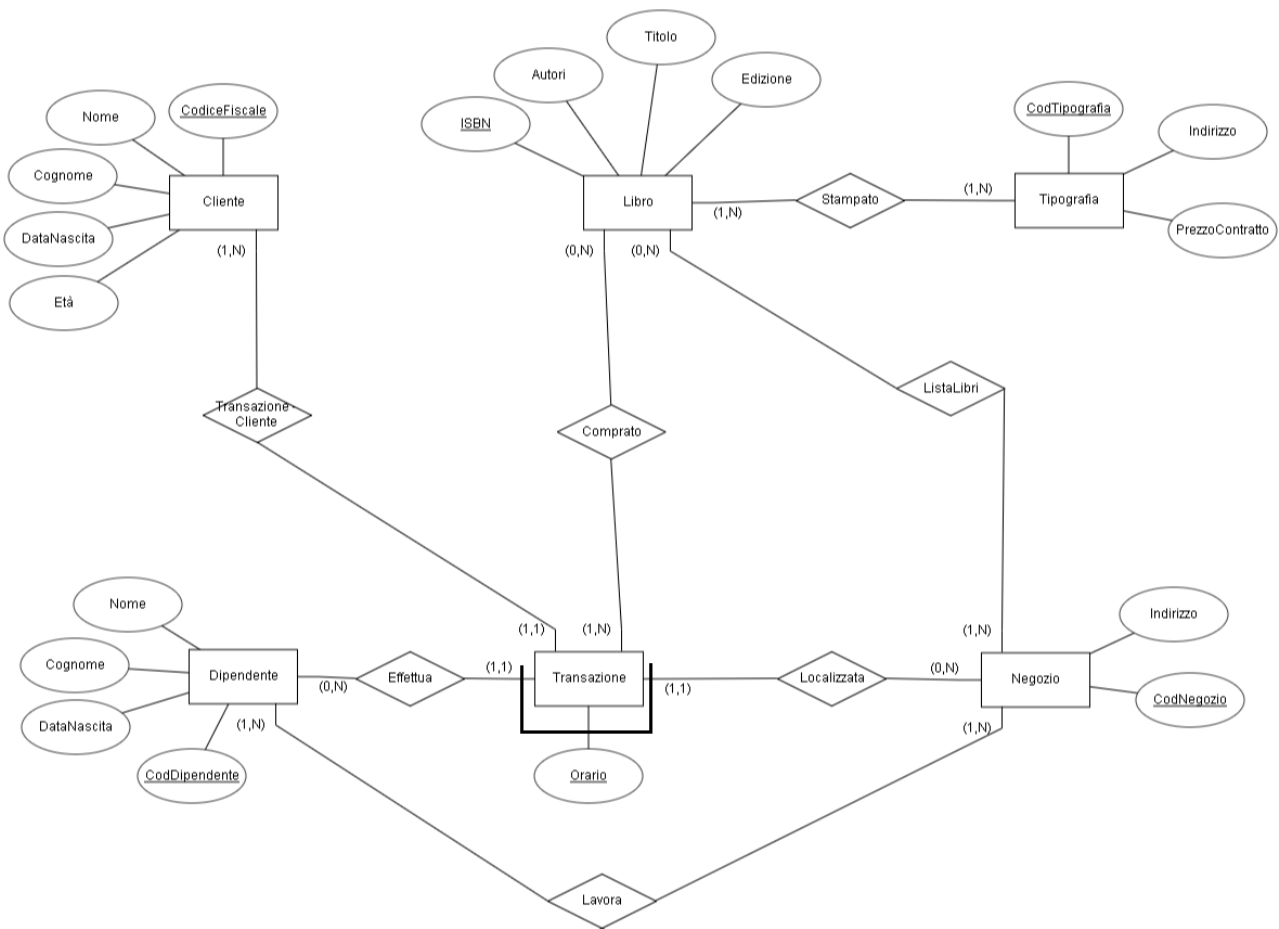 Titolo
Autori
Edizione
ISBN
CodiceFiscale
Nome
Cognome
DataNascita
Età
Cliente
(1,N)
Libro
(0,N)
(0,N)
(1,N)
Stampato
(1,N)
CodTipografia
Indirizzo
PrezzoContratto
Tipografia
Transazione-
Cliente
Comprato
ListaLibri
Nome
Cognome
DataNascita
CodDipendente
Dipendente
(0,N)
(1,N)
Effettua
(1,1)
(1,1)
(1,N)
Transazione
(1,1)
Orario
Localizzata
(0,N)
(1,N)
(1,N)
Negozio
Indirizzo
CodNegozio
Lavora